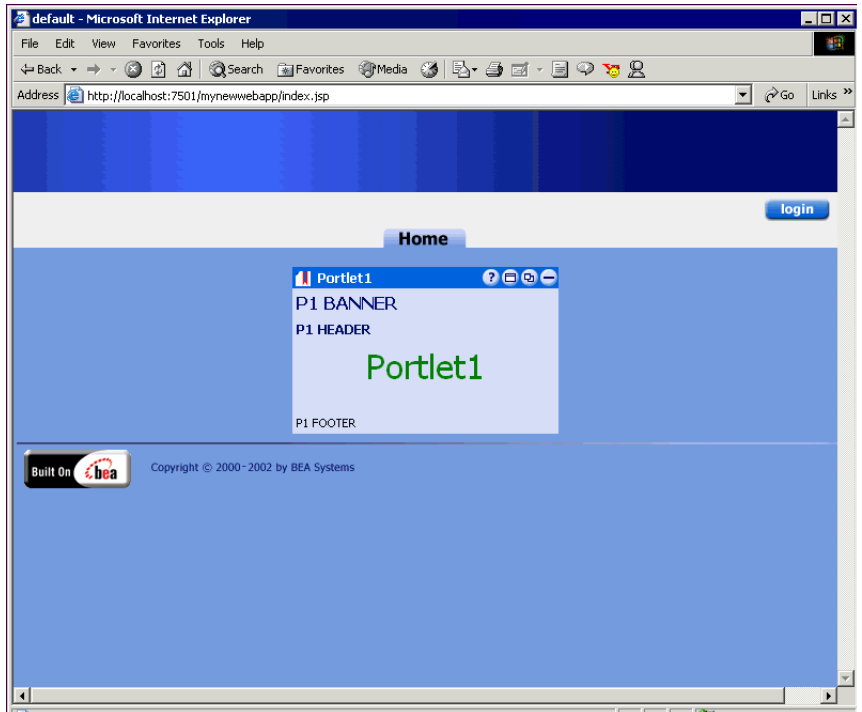 default - Microsoft Internet Explorer
File Edit View Favorites Tools Help
Back Search Favorites Media
Address http://localhost:7501/mynewwebapp/index.jsp Go Links »
login
Home
Portlet1 ?
P1 BANNER
P1 HEADER
Portlet1
P1 FOOTER
Built On bea Copyright © 2000-2002 by BEA Systems